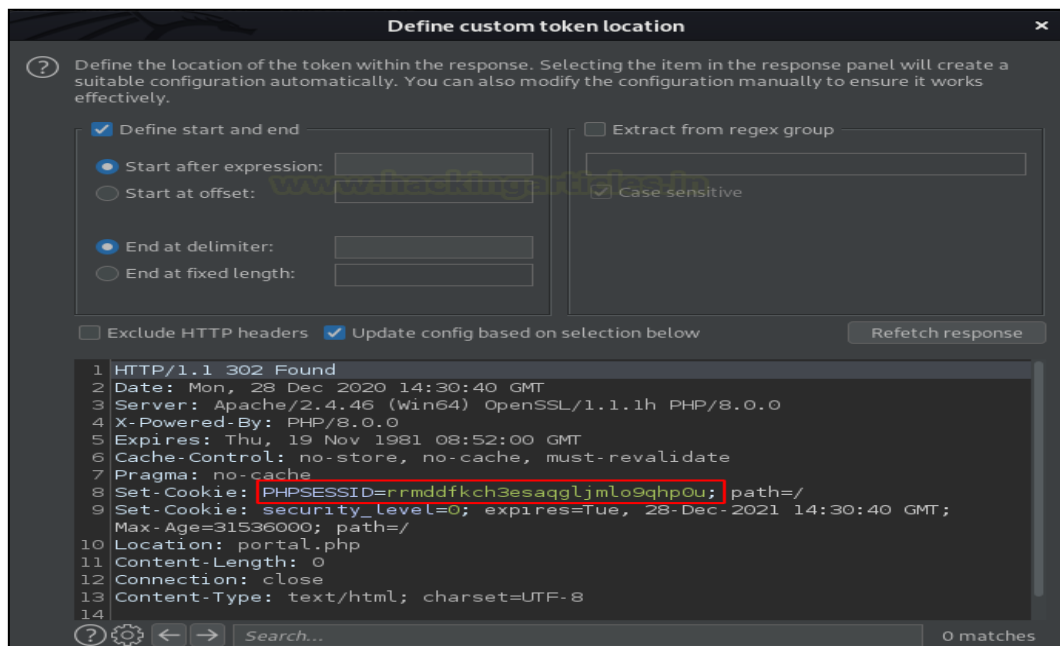 Define custom token location
Define the location of the token within the response. Selecting the item in the response panel will create a
suitable configuration automatically. You can also modify the configuration manually to ensure it works
effectively.
Define start and end
Start after expression:
Start at offset:
End at delimiter:
End at fixed length:
Extract from regex group
Case sensitive
www.hackingarticles.in
Exclude HTTP headers
Update config based on selection below
Refetch response
1 HTTP/1.1 302 Found
2 Date: Mon, 28 Dec 2020 14:30:40 GMT
3 Server: Apache/2.4.46 (Win64) OpenSSL/1.1.1h PHP/8.0.0
4 X-Powered-By: PHP/8.0.0
5 Expires: Thu, 19 Nov 1981 08:52:00 GMT
6 Cache-Control: no-store, no-cache, must-revalidate
7 Pragma: no-cache
8 Set-Cookie: PHPSESSID=rrmddfkch3esaqgljmlo9qhp0u; path=/
9 Set-Cookie: security_level=0; expires=Tue, 28-Dec-2021 14:30:40 GMT;
Max-Age=31536000; path=/
10 Location: portal.php
11 Content-Length: 0
12 Connection: close
13 Content-Type: text/html; charset=UTF-8
14
Search...
0 matches